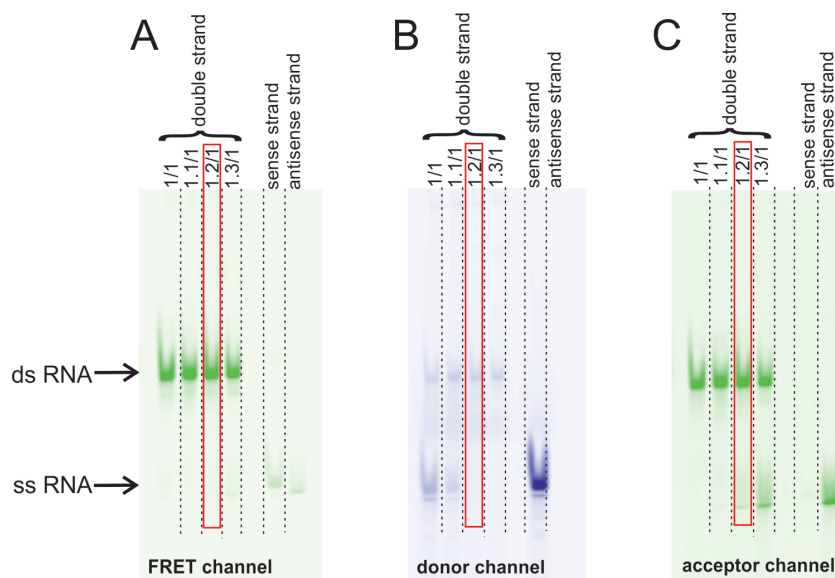 A
double strand
1/1
1.1/1
1.2/1
1.3/1
sense strand
antisense strand
B
double strand
1/1
1.1/1
1.2/1
1.3/1
sense strand
antisense strand
C
double strand
1/1
1.1/1
1.2/1
1.3/1
sense strand
antisense strand
ds RNA
ss RNA
FRET channel
donor channel
acceptor channel